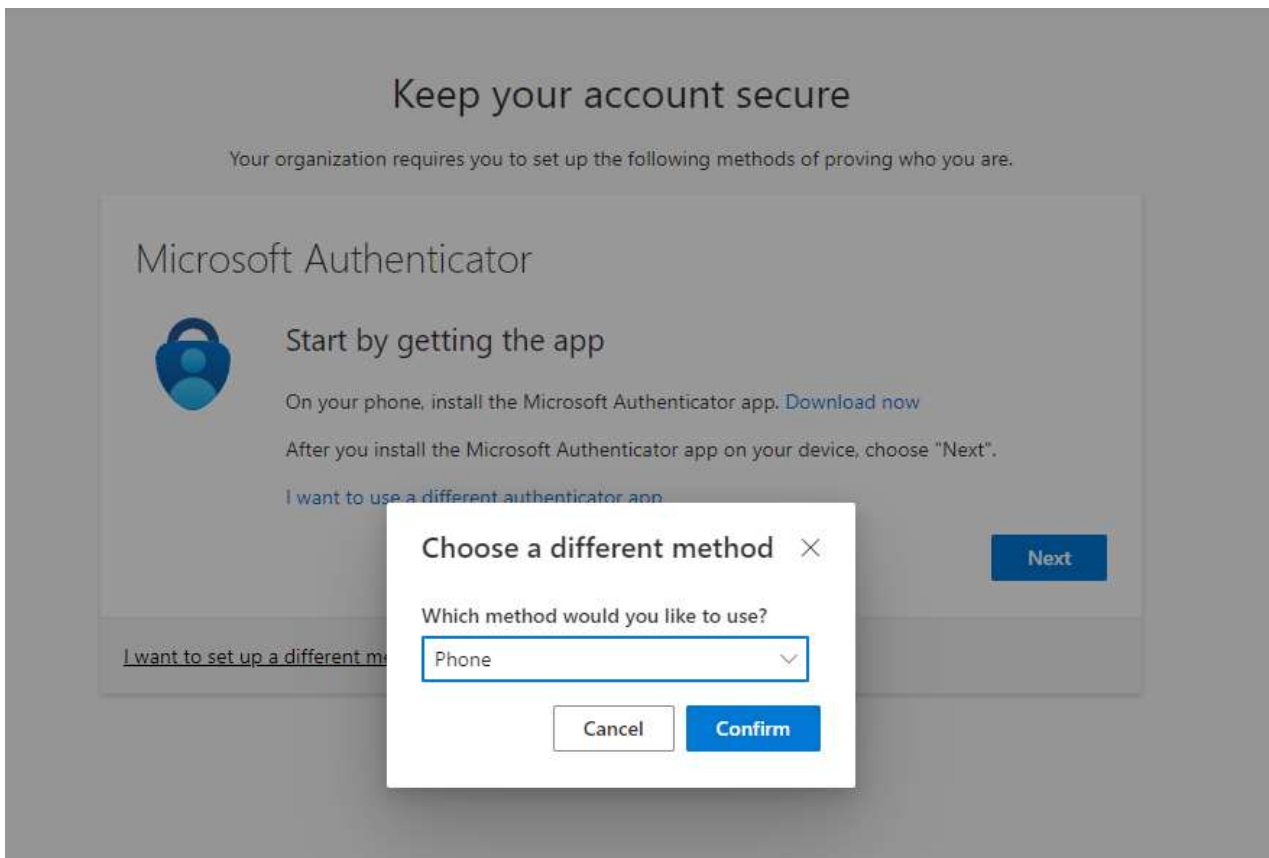 Keep your account secure
Your organization requires you to set up the following methods of proving who you are.
Microsoft Authenticator
Start by getting the app
On your phone, install the Microsoft Authenticator app. Download now
After you install the Microsoft Authenticator app on your device, choose "Next".
I want to use a different authenticator app
Choose a different method
Next
Which method would you like to use?
I want to set up a different me
Phone
Cancel
Confirm